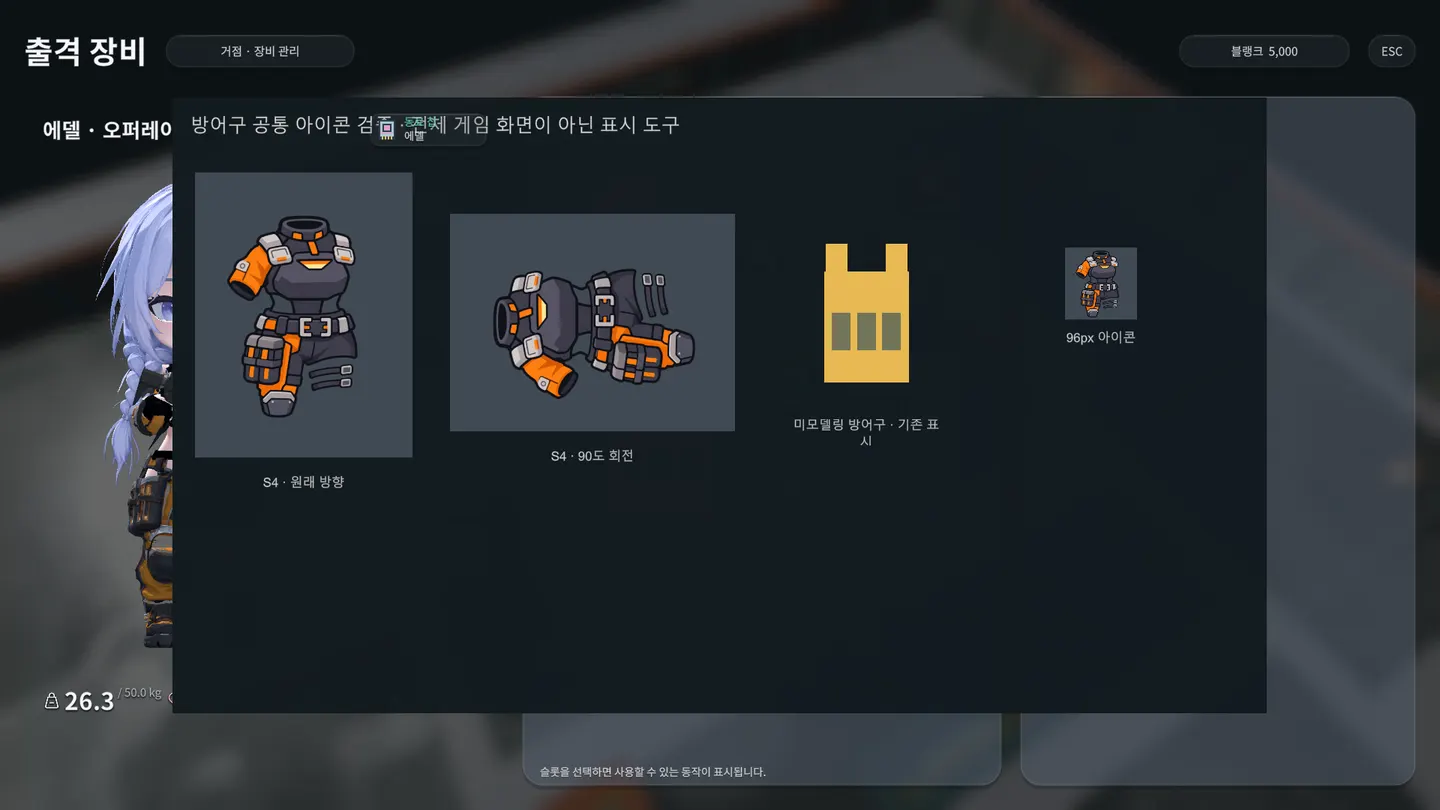 출격 장비
거점 · 장비 관리
블랭크 5,000
ESC
에델 · 오퍼레이
방어구 공통 아이콘 검증 · 전체 게임 화면이 아닌 표시 도구
에델
S4 · 원래 방향
S4 · 90도 회전
미모델링 방어구 · 기존 표
시
96px 아이콘
26.3 / 50.0 kg
슬롯을 선택하면 사용할 수 있는 동작이 표시됩니다.